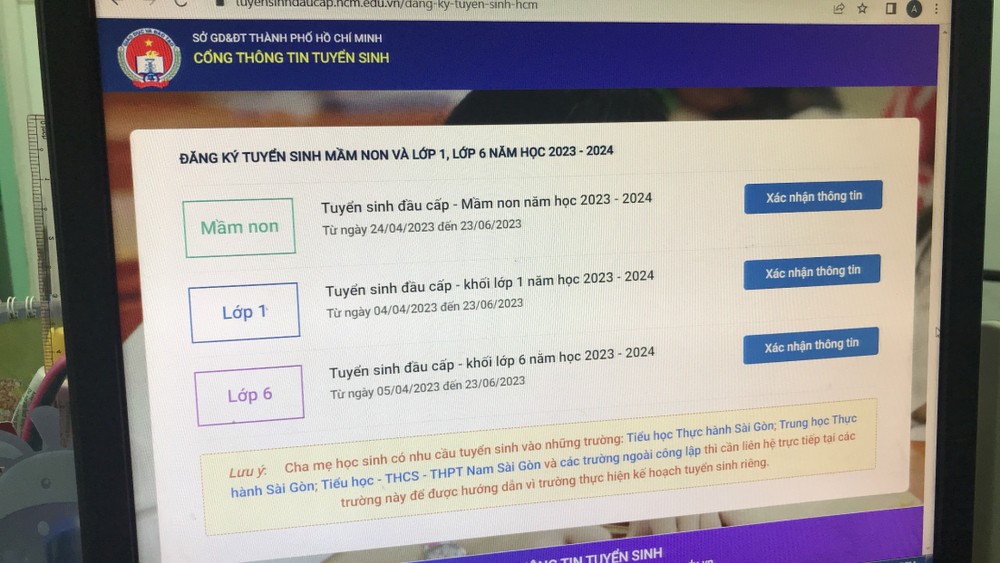 tuyensinhdaucap.hcm.edu.vn/dang-ky-tuyen-sinh-hcm
A
SỞ GD&ĐT THÀNH PHỐ HỒ CHÍ MINH
CỔNG THÔNG TIN TUYỂN SINH
ĐĂNG KÝ TUYỂN SINH MẦM NON VÀ LỚP 1, LỚP 6 NĂM HỌC 2023 - 2024
Mầm non
Tuyển sinh đầu cấp - Mầm non năm học 2023 - 2024
Từ ngày 24/04/2023 đến 23/06/2023
Xác nhận thông tin
Lớp 1
Tuyển sinh đầu cấp - khối lớp 1 năm học 2023 - 2024
Từ ngày 04/04/2023 đến 23/06/2023
Xác nhận thông tin
Lớp 6
Tuyển sinh đầu cấp - khối lớp 6 năm học 2023 - 2024
Từ ngày 05/04/2023 đến 23/06/2023
Xác nhận thông tin
Lưu ý: Cha mẹ học sinh có nhu cầu tuyển sinh vào những trường: Tiểu học Thực hành Sài Gòn; Trung học Thực
hành Sài Gòn; Tiểu học - THCS - THPT Nam Sài Gòn và các trường ngoài công lập thì cần liên hệ trực tiếp tại các
trường này để được hướng dẫn vì trường thực hiện kế hoạch tuyển sinh riêng.
TIN TUYỂN SINH